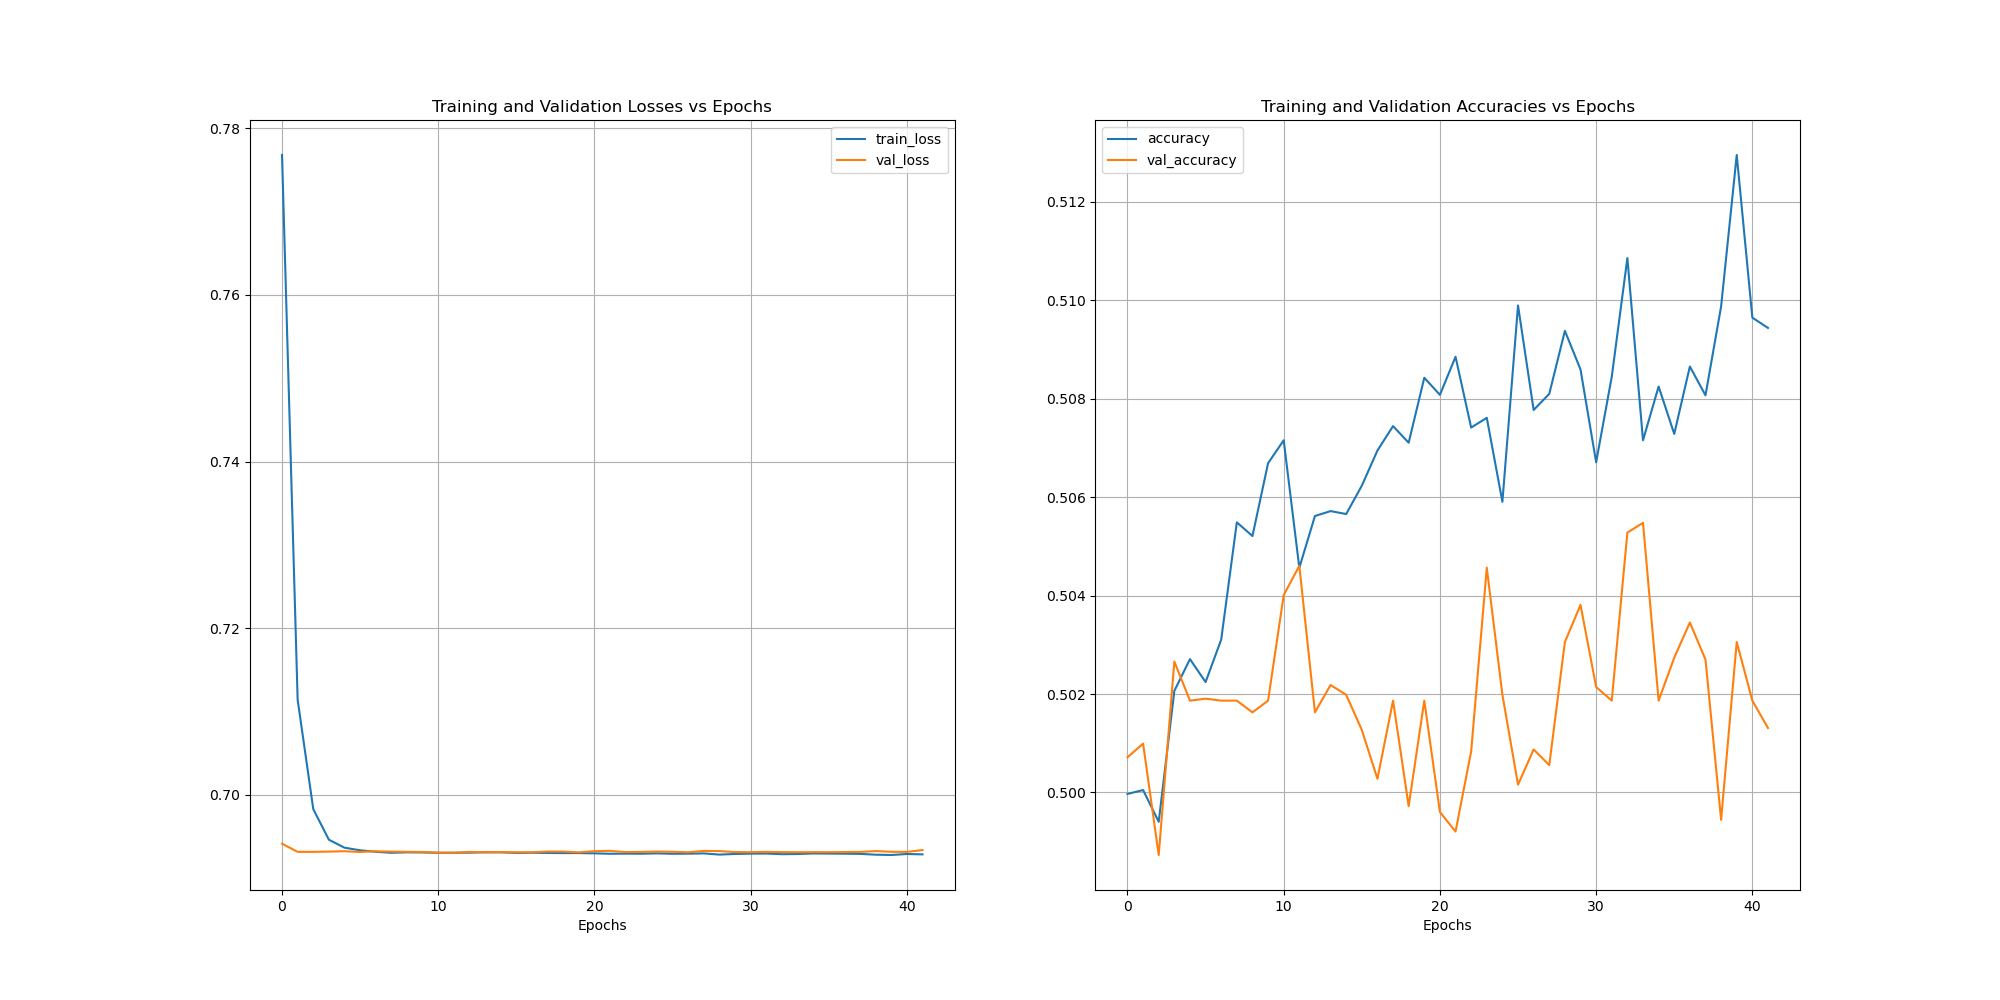 Training and Validation Losses vs Epochs
train_loss
val_loss
0.78
0.76
0.74
0.72
0.70
0 10 20 30 40
Epochs
Training and Validation Accuracies vs Epochs
accuracy
val_accuracy
0.512
0.510
0.508
0.506
0.504
0.502
0.500
0 10 20 30 40
Epochs